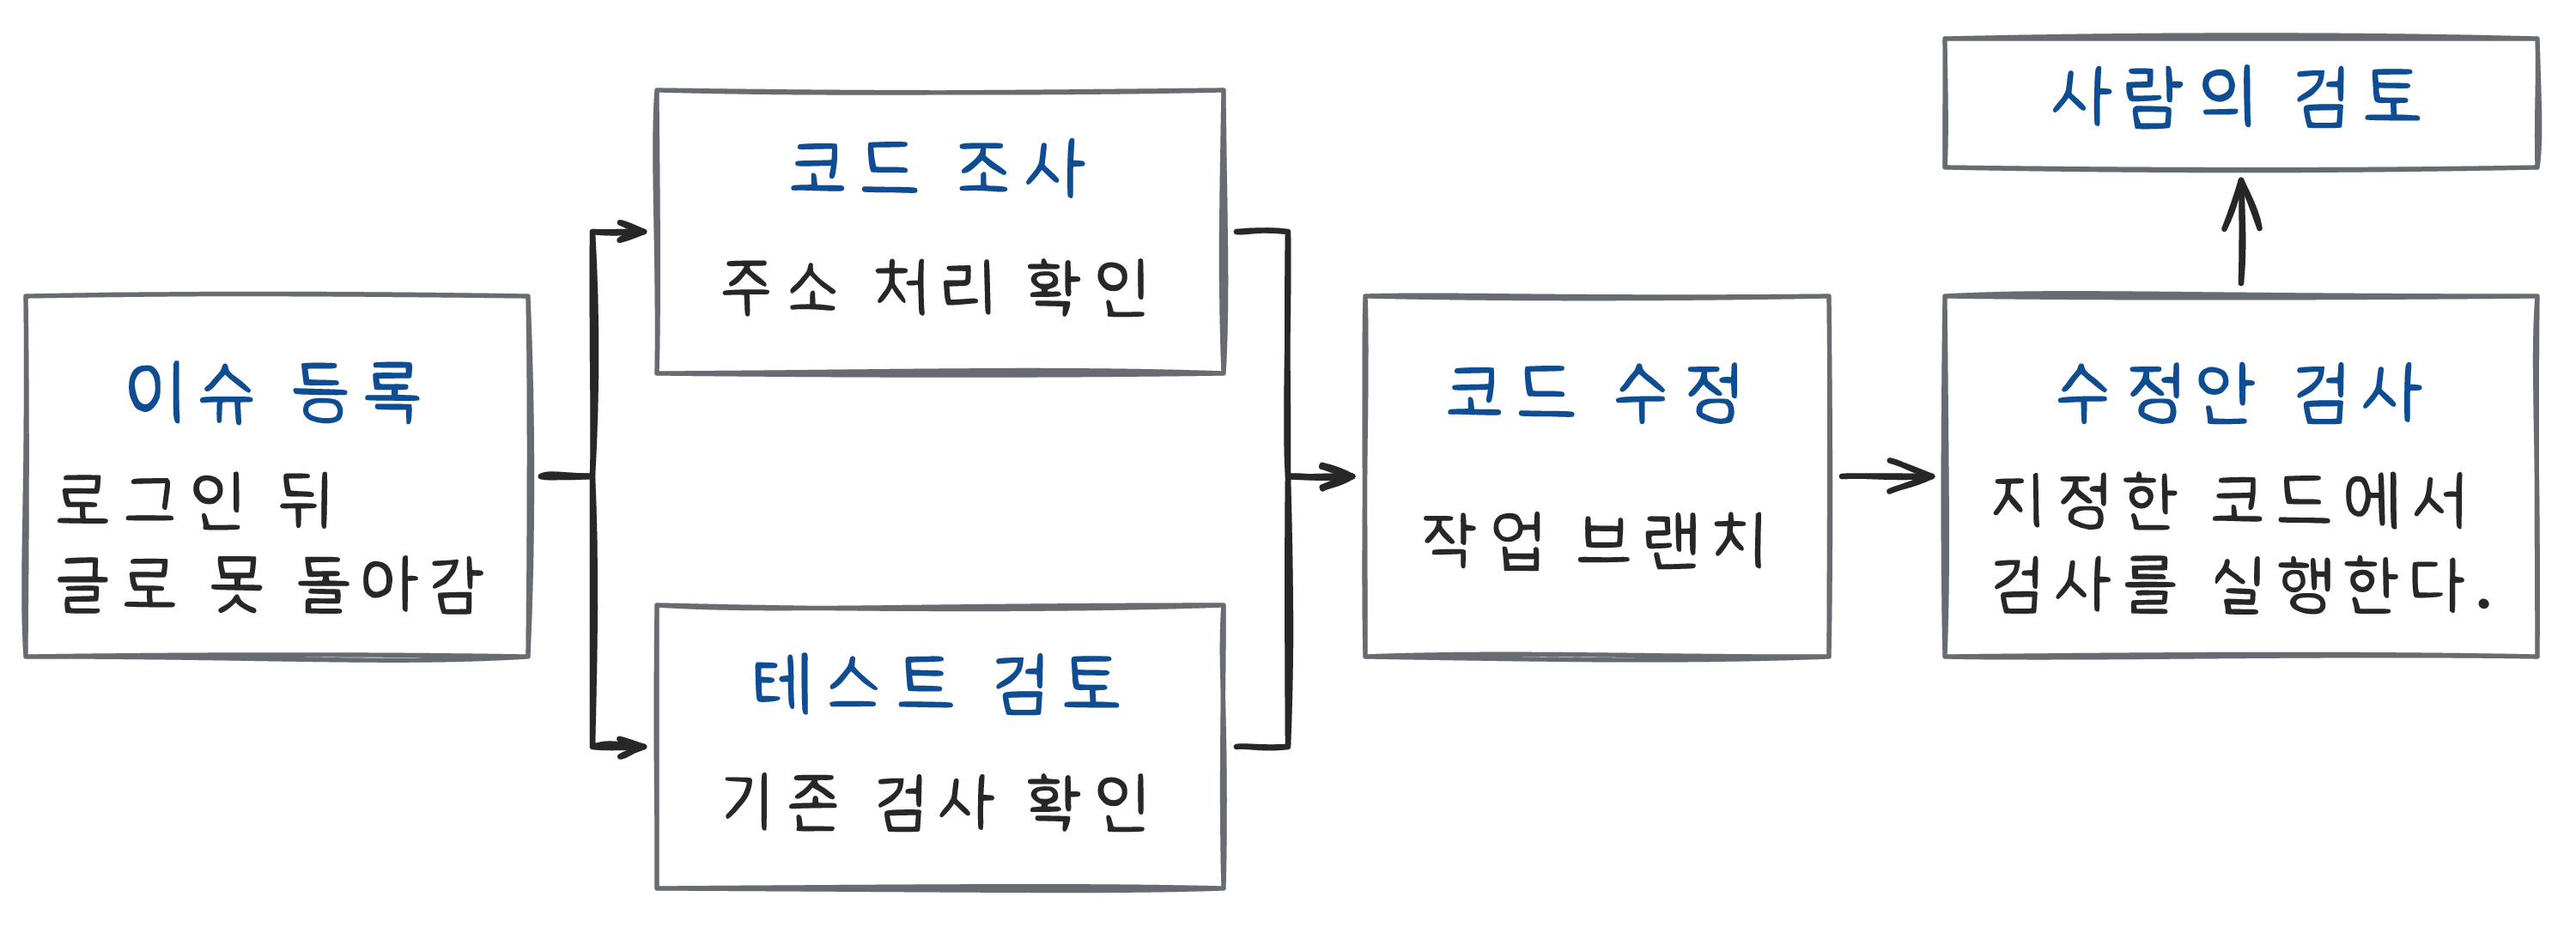 이슈 등록
로그인 뒤
글로 못 돌아감
코드 조사
주소 처리 확인
테스트 검토
기존 검사 확인
코드 수정
작업 브랜치
수정안 검사
지정한 코드에서
검사를 실행한다.
사람의 검토